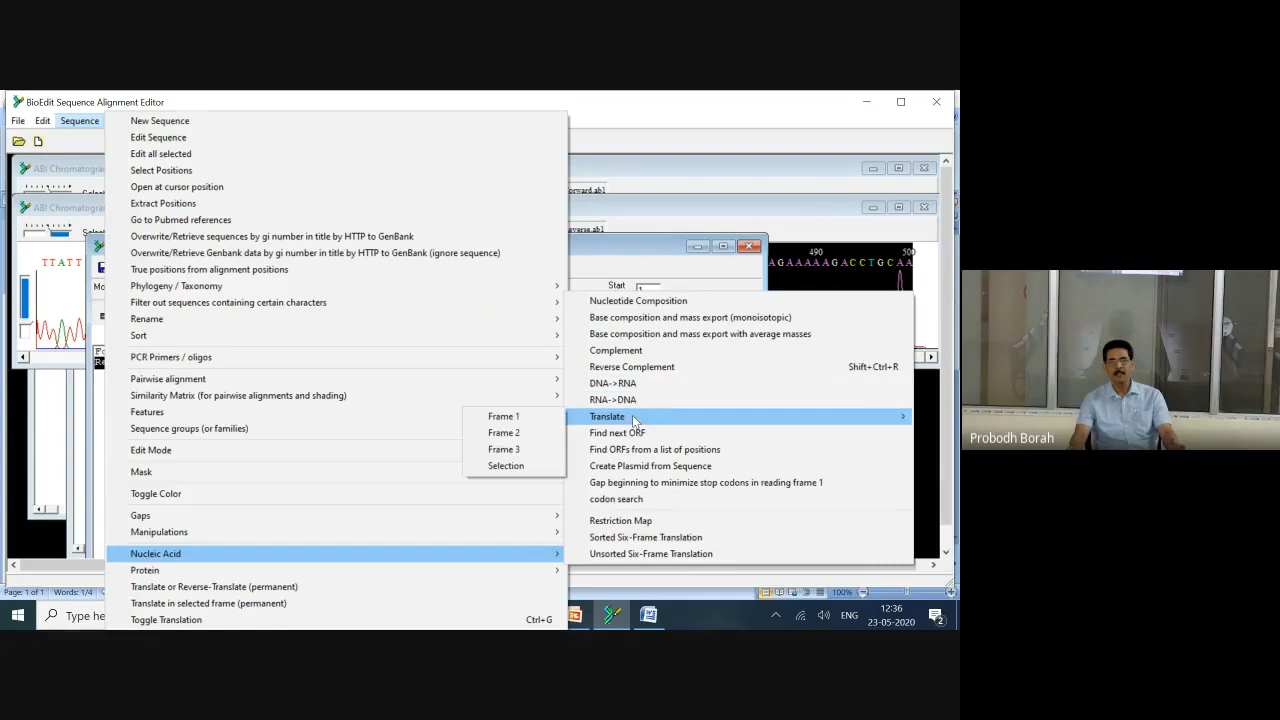 BioEdit Sequence Alignment Editor
File Edit Sequence
New Sequence
Edit Sequence
Edit all selected
Select Positions
Open at cursor position
Extract Positions
Go to Pubmed references
Overwrite/Retrieve sequences by gi number in title by HTTP to GenBank
Overwrite/Retrieve Genbank data by gi number in title by HTTP to GenBank (ignore sequence)
True positions from alignment positions
Phylogeny / Taxonomy
Filter out sequences containing certain characters
Rename
Sort
PCR Primers / oligos
Pairwise alignment
Similarity Matrix (for pairwise alignments and shading)
Features
Sequence groups (or families)
Edit Mode
Mask
Toggle Color
Gaps
Manipulations
Nucleic Acid
Protein
Translate or Reverse-Translate (permanent)
Translate in selected frame (permanent)
Toggle Translation Ctrl+G
Frame 1
Frame 2
Frame 3
Selection
Nucleotide Composition
Base composition and mass export (monoisotopic)
Base composition and mass export with average masses
Complement
Reverse Complement Shift+Ctrl+R
DNA->RNA
RNA->DNA
Translate
Find next ORF
Find ORFs from a list of positions
Create Plasmid from Sequence
Gap beginning to minimize stop codons in reading frame 1
codon search
Restriction Map
Sorted Six-Frame Translation
Unsorted Six-Frame Translation
ABI Chromatogra
orward.ab1
ABI Chromatogra
everse.ab1
T T A T T
Start
490 500
A G A A A A A G A C C T G C A A
Page: 1 of 1 Words: 1/4
100%
Type he
ENG
12:36
23-05-2020
2
Probodh Borah